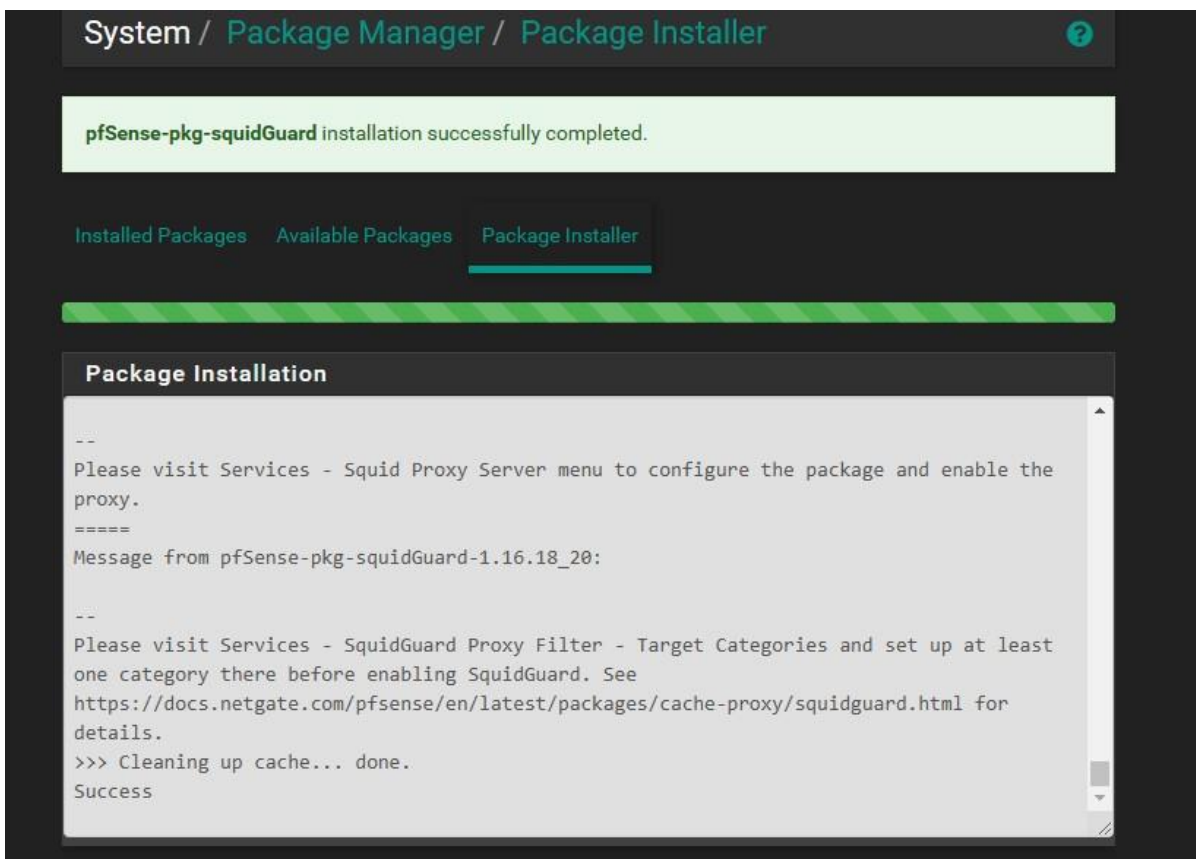 System / Package Manager / Package Installer
pfSense-pkg-squidGuard installation successfully completed.
Installed Packages Available Packages Package Installer
Package Installation
--
Please visit Services - Squid Proxy Server menu to configure the package and enable the
proxy.
=====
Message from pfSense-pkg-squidGuard-1.16.18_20:
--
Please visit Services - SquidGuard Proxy Filter - Target Categories and set up at least
one category there before enabling SquidGuard. See
https://docs.netgate.com/pfsense/en/latest/packages/cache-proxy/squidguard.html for
details.
>>> Cleaning up cache... done.
Success